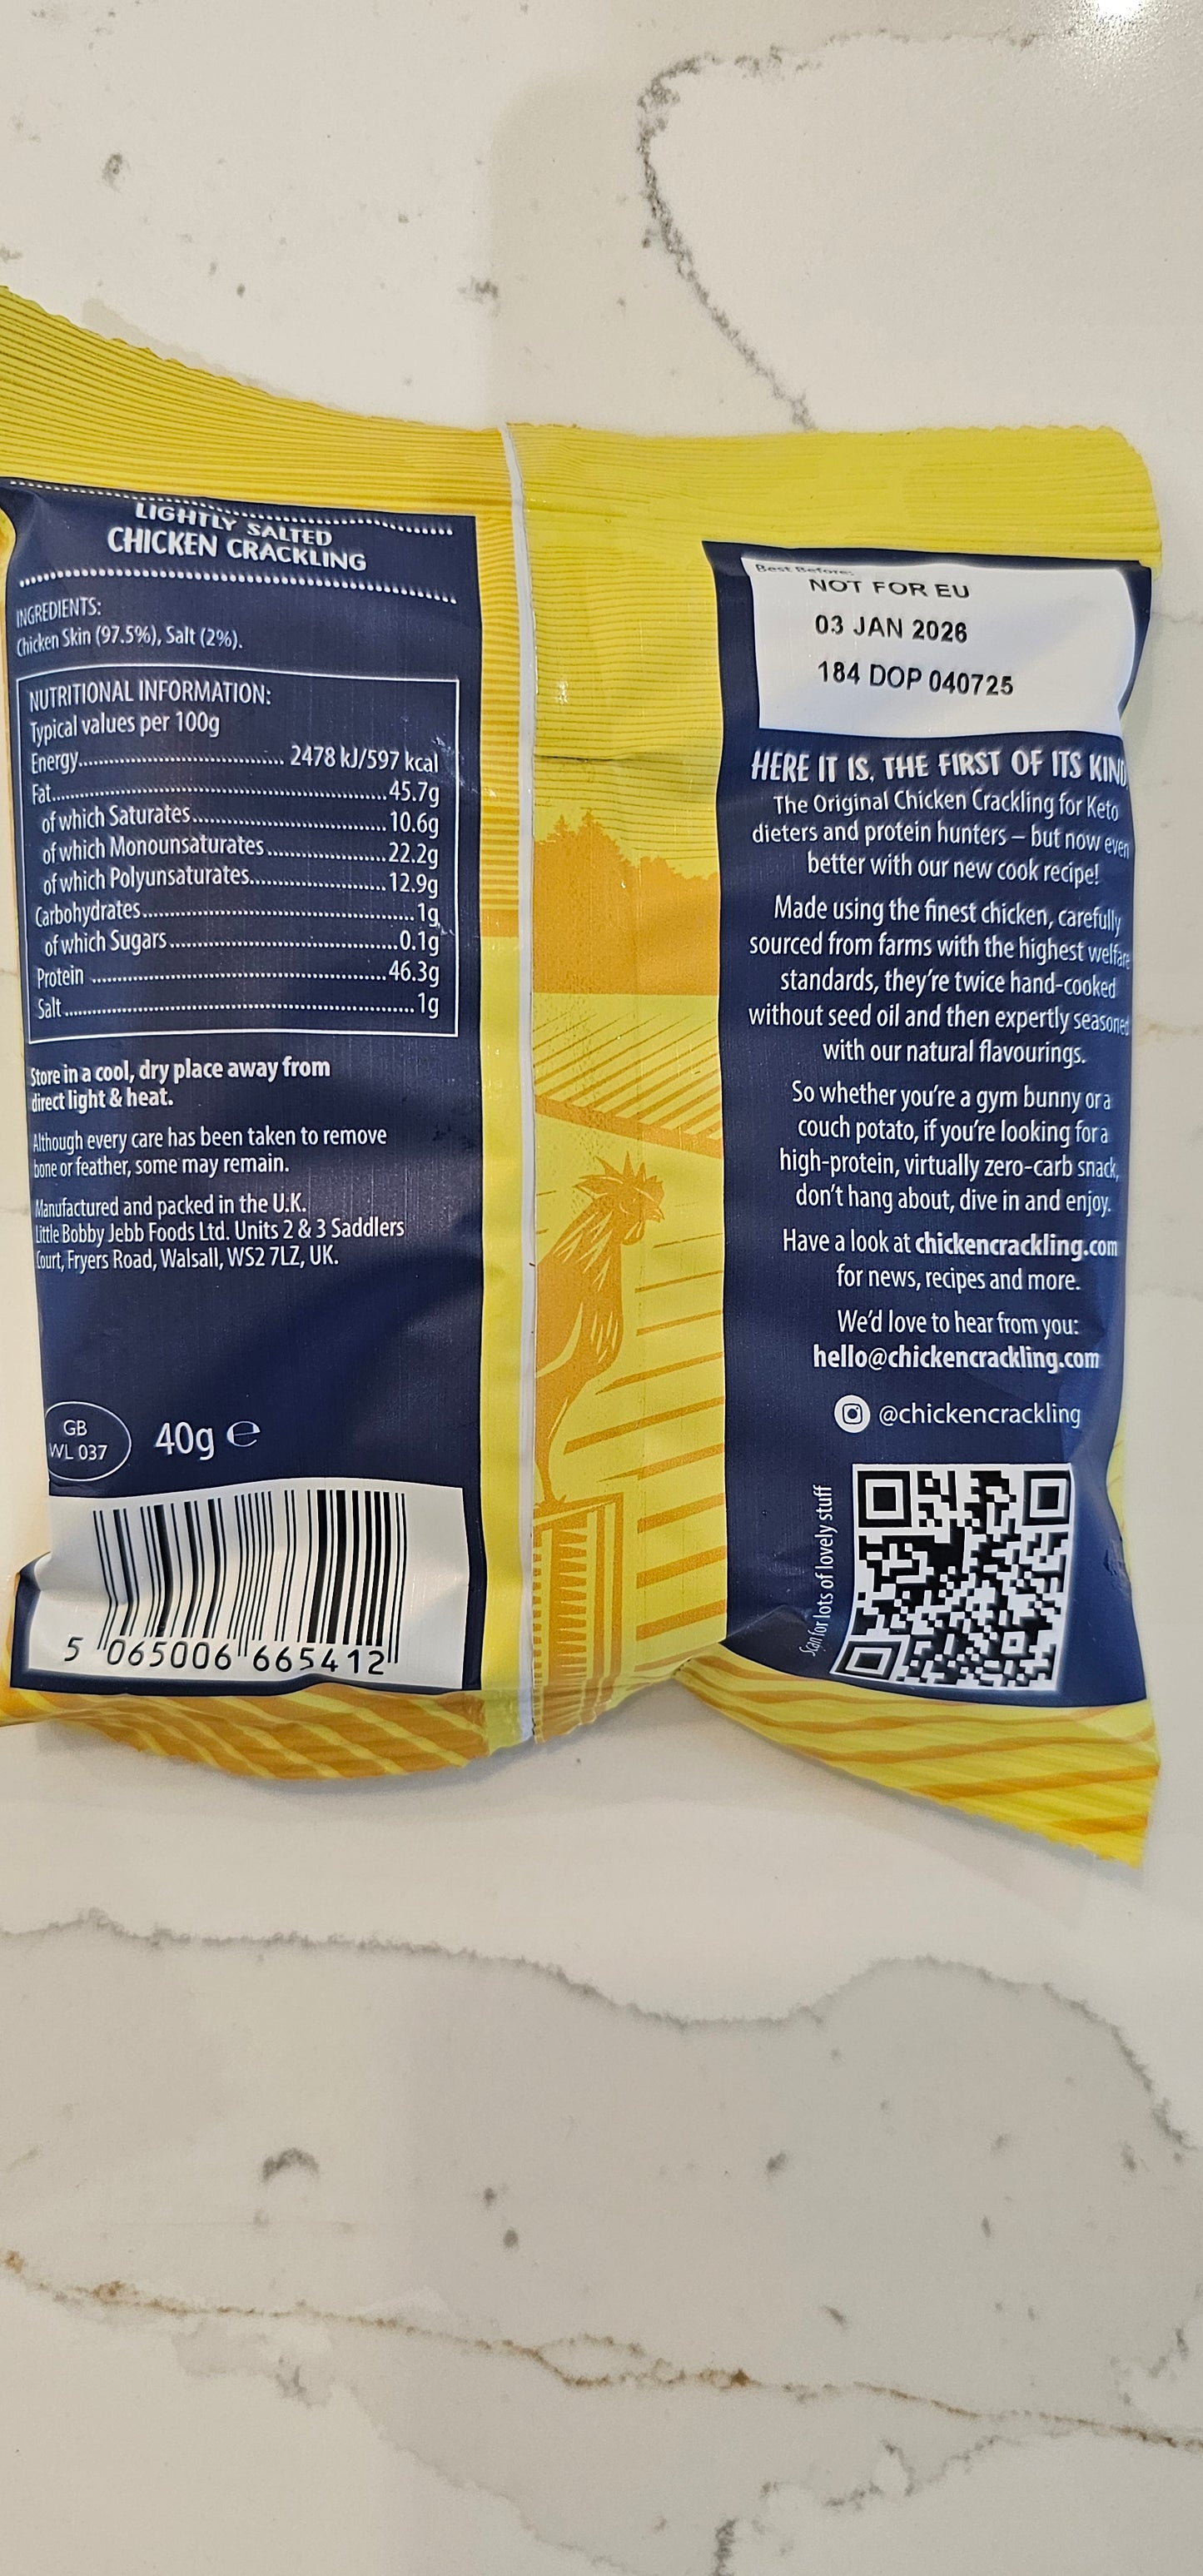 LIGHTLY SALTED
CHICKEN CRACKLING
INGREDIENTS:
Chicken Skin (97.5%), Salt (2%).
NUTRITIONAL INFORMATION:
Typical values per 100g
Energy.................................... 2478 kJ/597 kcal
Fat..........................................................45.7g
of which Saturates..................................10.6g
of which Monounsaturates....................22.2g
of which Polyunsaturates.......................12.9g
Carbohydrates..............................................1g
of which Sugars.......................................0.1g
Protein ....................................................46.3g
Salt............................................................1g
Store in a cool, dry place away from
direct light & heat.
Although every care has been taken to remove
bone or feather, some may remain.
Manufactured and packed in the U.K.
Little Bobby Jebb Foods Ltd. Units 2 & 3 Saddlers
Court, Fryers Road, Walsall, WS2 7LZ, UK.
GB
WL 037
40g ℮
5 065006 665412
Best Before:
NOT FOR EU
03 JAN 2026
184 DOP 040725
HERE IT IS, THE FIRST OF ITS KIND
The Original Chicken Crackling for Keto
dieters and protein hunters – but now even
better with our new cook recipe!
Made using the finest chicken, carefully
sourced from farms with the highest welfare
standards, they're twice hand-cooked
without seed oil and then expertly seasoned
with our natural flavourings.
So whether you're a gym bunny or a
couch potato, if you're looking for a
high-protein, virtually zero-carb snack,
don't hang about, dive in and enjoy.
Have a look at chickencrackling.com
for news, recipes and more.
We'd love to hear from you:
hello@chickencrackling.com
@chickencrackling
Scan for lots of lovely stuff